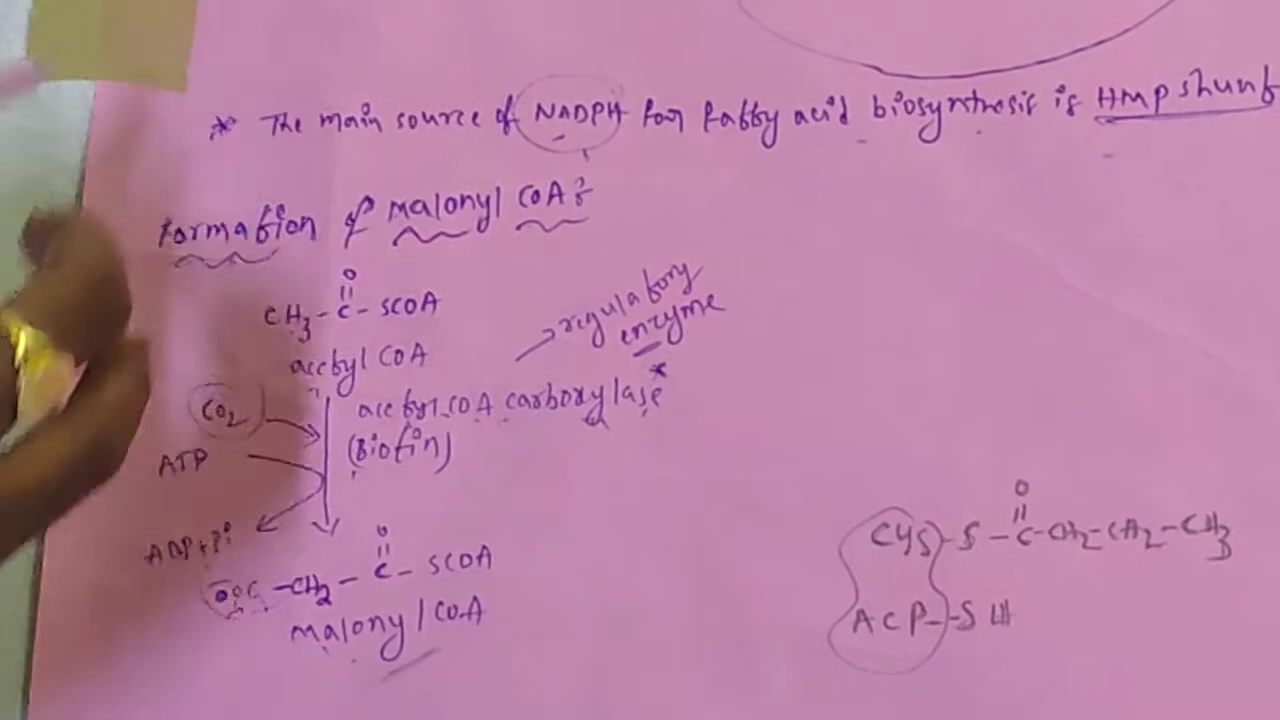 * The main source of NADPH for fatty acid biosynthesis is HMP shunt
Formation of Malonyl CoA:
O
CH3-C-SCOA
acetyl CoA
regulatory
enzyme
CO2
acetyl.COA carboxylase*
(Biotin)
ATP
ADP+Pi
O
OOC-CH2-C-SCOA
malonyl COA
O
CYS-S-C-CH2-CH2-CH3
ACP-SH